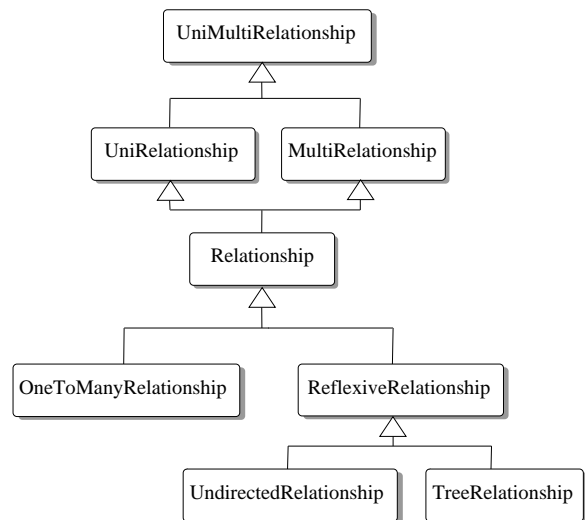 UniMultiRelationship
UniRelationship
MultiRelationship
Relationship
OneToManyRelationship
ReflexiveRelationship
UndirectedRelationship
TreeRelationship